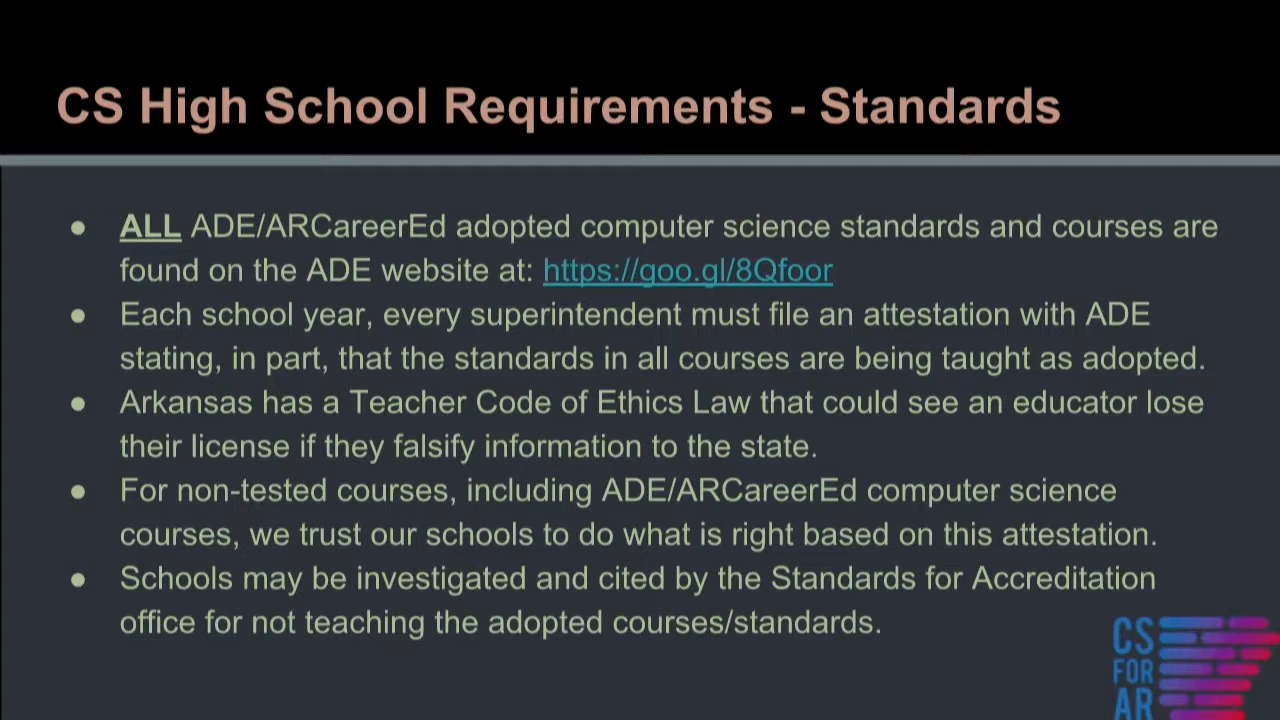 CS High School Requirements - Standards
● ALL ADE/ARCareerEd adopted computer science standards and courses are
found on the ADE website at: https://goo.gl/8Qfoor
● Each school year, every superintendent must file an attestation with ADE
stating, in part, that the standards in all courses are being taught as adopted.
● Arkansas has a Teacher Code of Ethics Law that could see an educator lose
their license if they falsify information to the state.
● For non-tested courses, including ADE/ARCareerEd computer science
courses, we trust our schools to do what is right based on this attestation.
● Schools may be investigated and cited by the Standards for Accreditation
office for not teaching the adopted courses/standards.
CS
FOR
AR